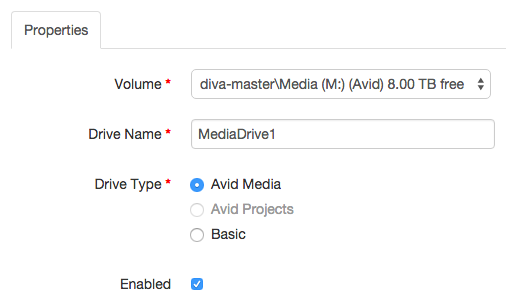 Properties
Volume * diva-master\Media (M:) (Avid) 8.00 TB free
Drive Name * MediaDrive1
Drive Type * Avid Media
Avid Projects
Basic
Enabled